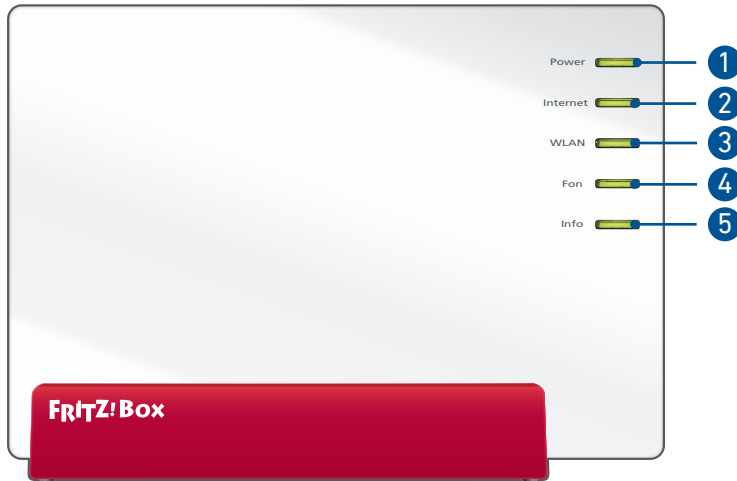 Power 1
Internet 2
WLAN 3
Fon 4
Info 5
FRITZ! Box